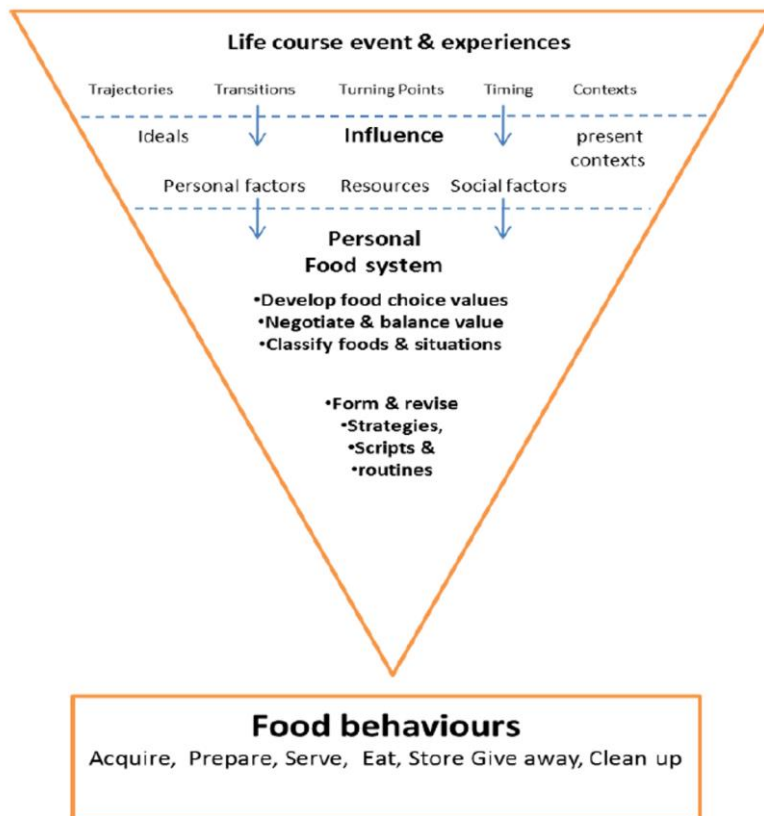 Life course event & experiences
Trajectories Transitions Turning Points Timing Contexts
Ideals Influence present
contexts
Personal factors Resources Social factors
Personal
Food system
•Develop food choice values
•Negotiate & balance value
•Classify foods & situations
•Form & revise
•Strategies,
•Scripts &
•routines
Food behaviours
Acquire, Prepare, Serve, Eat, Store Give away, Clean up